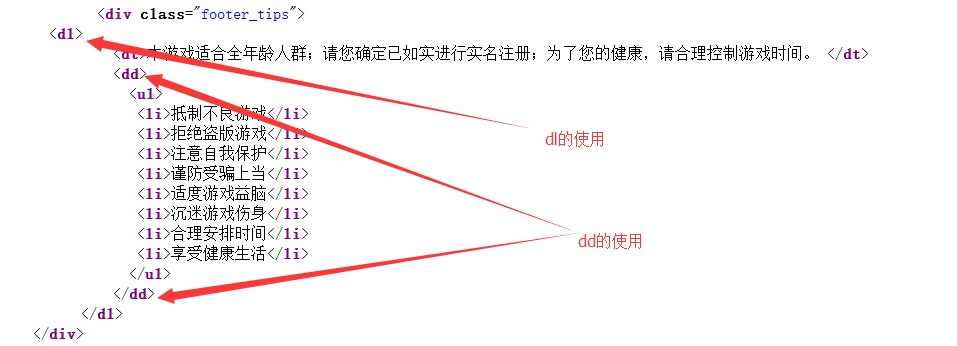 <div class="footer_tips">
<dl>
<dt>本游戏适合全年龄人群；请您确定已如实进行实名注册；为了您的健康，请合理控制游戏时间。 </dt>
<dd>
<ul>
<li>抵制不良游戏</li>
<li>拒绝盗版游戏</li>
<li>注意自我保护</li>
dl的使用
<li>谨防受骗上当</li>
<li>适度游戏益脑</li>
<li>沉迷游戏伤身</li>
<li>合理安排时间</li>
dd的使用
<li>享受健康生活</li>
</ul>
</dd>
</dl>
</div>